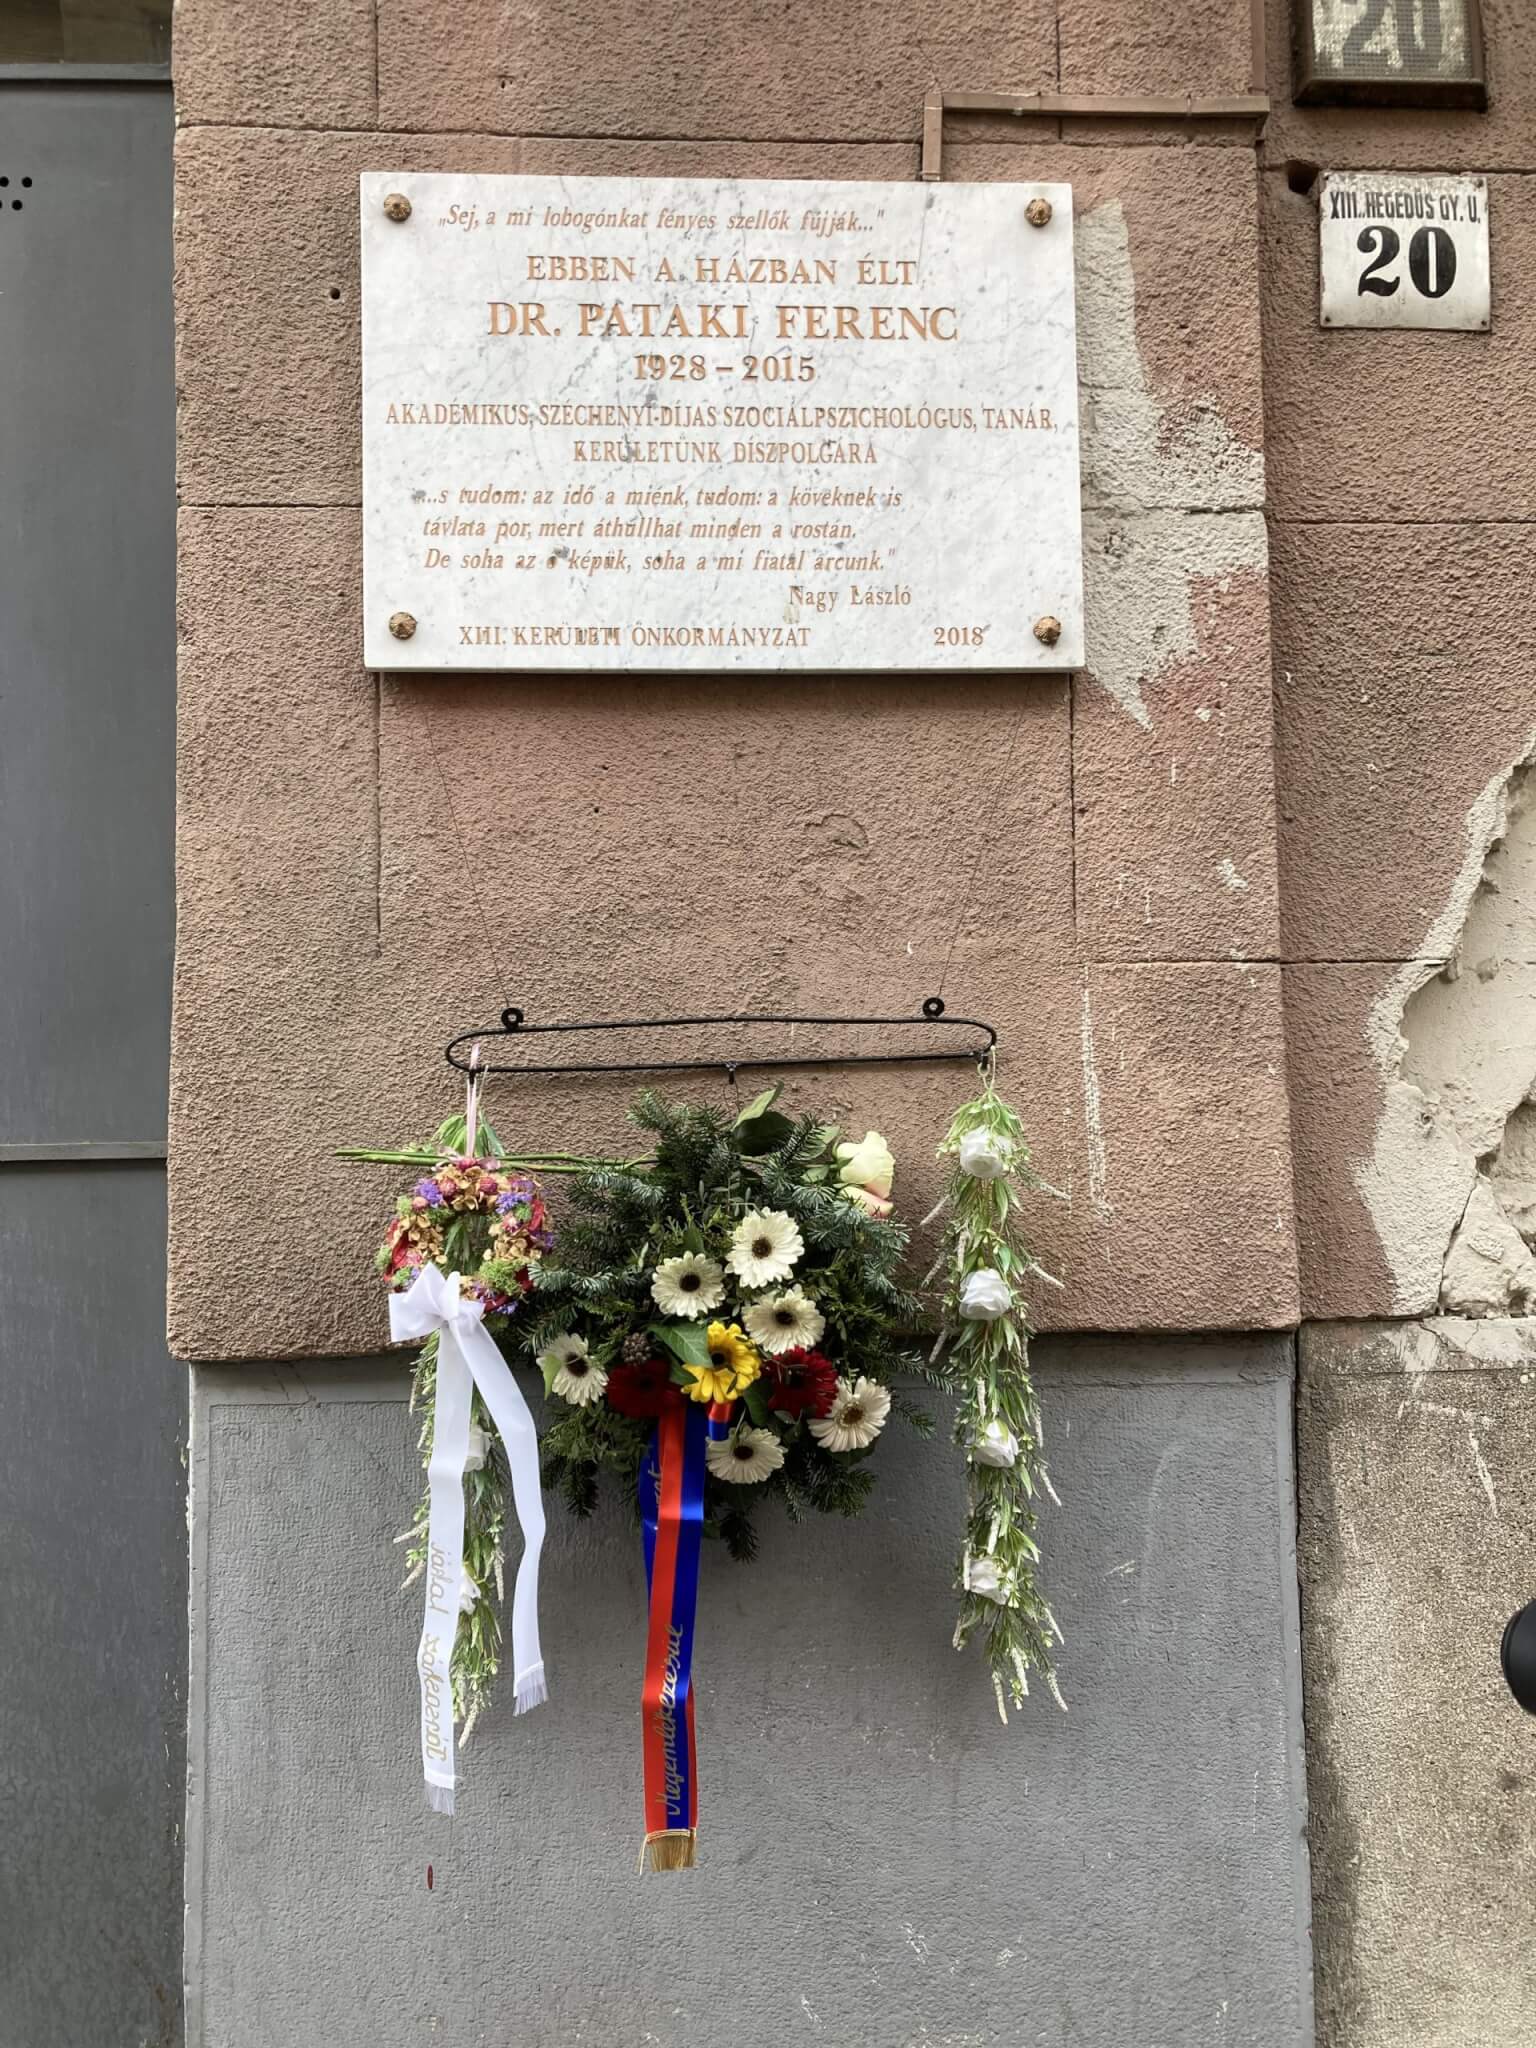 20
XIII. HEGEDŰS GY. U.
20
„Sej, a mi lobogónkat fényes szellők fújják..."
EBBEN A HÁZBAN ÉLT
DR. PATAKI FERENC
1928 – 2015
AKADÉMIKUS, SZÉCHENYI-DÍJAS SZOCIÁLPSZICHOLÓGUS, TANÁR,
KERÜLETÜNK DÍSZPOLGÁRA
„...s tudom: az idő a miénk, tudom: a köveknek is
távlata por, mert áthullhat minden a rostán.
De soha az ő képük, soha a mi fiatal arcunk."
Nagy László
XIII. KERÜLETI ÖNKORMÁNYZAT 2018
Megemlékezésül